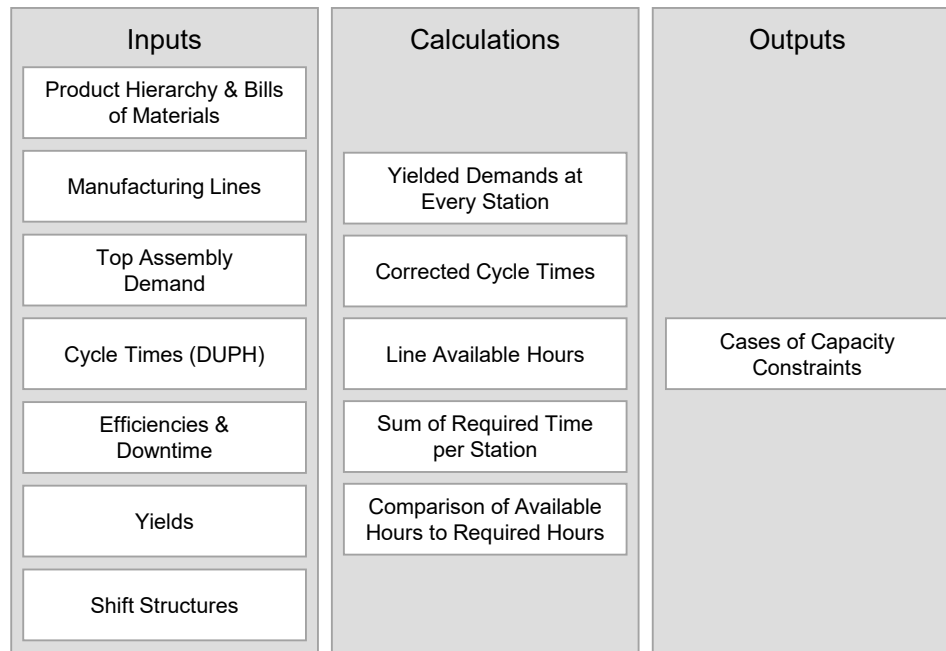 Inputs
Product Hierarchy & Bills
of Materials
Manufacturing Lines
Top Assembly
Demand
Cycle Times (DUPH)
Efficiencies &
Downtime
Yields
Shift Structures
Calculations
Yielded Demands at
Every Station
Corrected Cycle Times
Line Available Hours
Sum of Required Time
per Station
Comparison of Available
Hours to Required Hours
Outputs
Cases of Capacity
Constraints